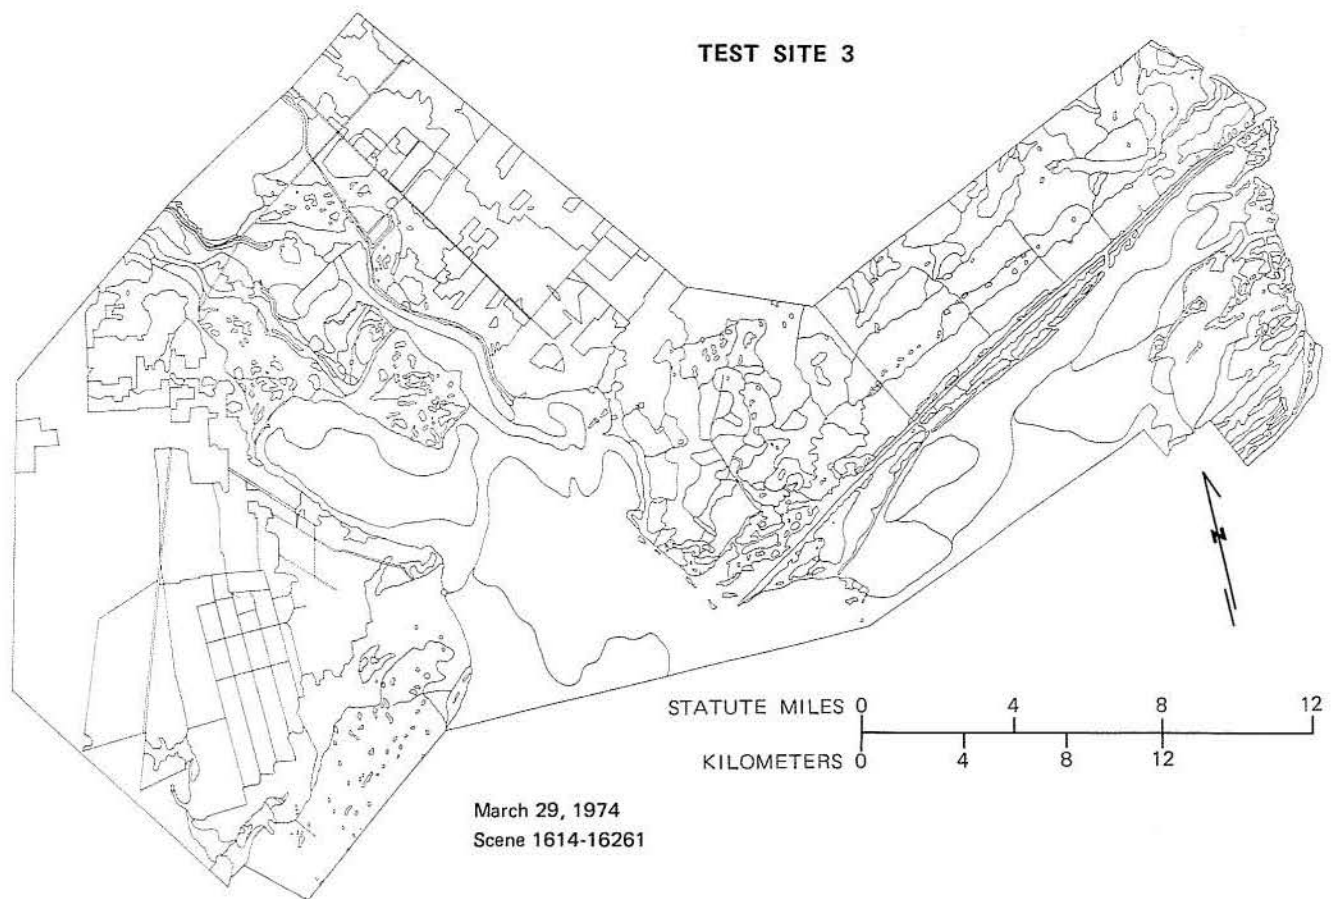 TEST SITE 3
N
STATUTE MILES 0 4 8 12
KILOMETERS 0 4 8 12
March 29, 1974
Scene 1614-16261